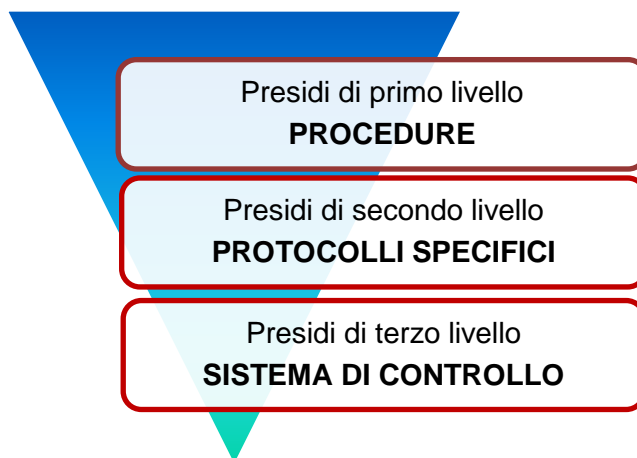 Presidi di primo livello
PROCEDURE
Presidi di secondo livello
PROTOCOLLI SPECIFICI
Presidi di terzo livello
SISTEMA DI CONTROLLO